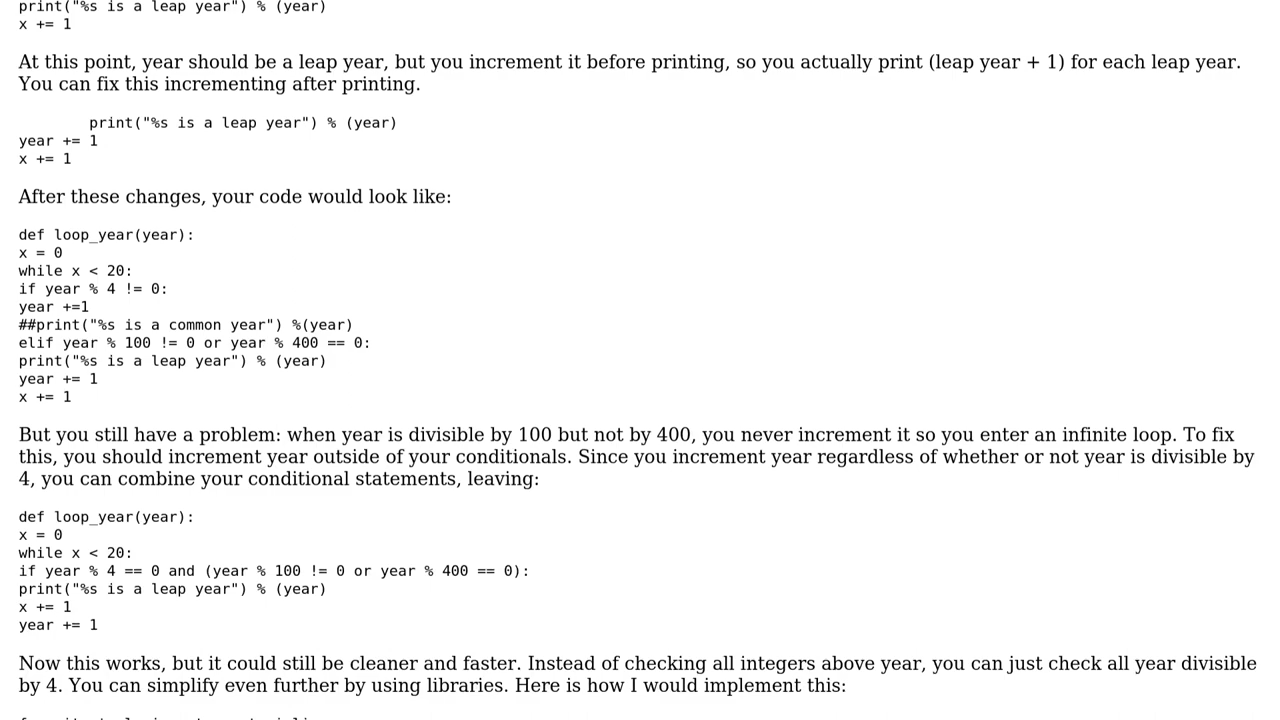 print("%s is a leap year") % (year)
x += 1
At this point, year should be a leap year, but you increment it before printing, so you actually print (leap year + 1) for each leap year.
You can fix this incrementing after printing.
print("%s is a leap year") % (year)
year += 1
x += 1
After these changes, your code would look like:
def loop_year(year):
x = 0
while x < 20:
if year % 4 != 0:
year +=1
##print("%s is a common year") %(year)
elif year % 100 != 0 or year % 400 == 0:
print("%s is a leap year") % (year)
year += 1
x += 1
But you still have a problem: when year is divisible by 100 but not by 400, you never increment it so you enter an infinite loop. To fix
this, you should increment year outside of your conditionals. Since you increment year regardless of whether or not year is divisible by
4, you can combine your conditional statements, leaving:
def loop_year(year):
x = 0
while x < 20:
if year % 4 == 0 and (year % 100 != 0 or year % 400 == 0):
print("%s is a leap year") % (year)
x += 1
year += 1
Now this works, but it could still be cleaner and faster. Instead of checking all integers above year, you can just check all year divisible
by 4. You can simplify even further by using libraries. Here is how I would implement this: